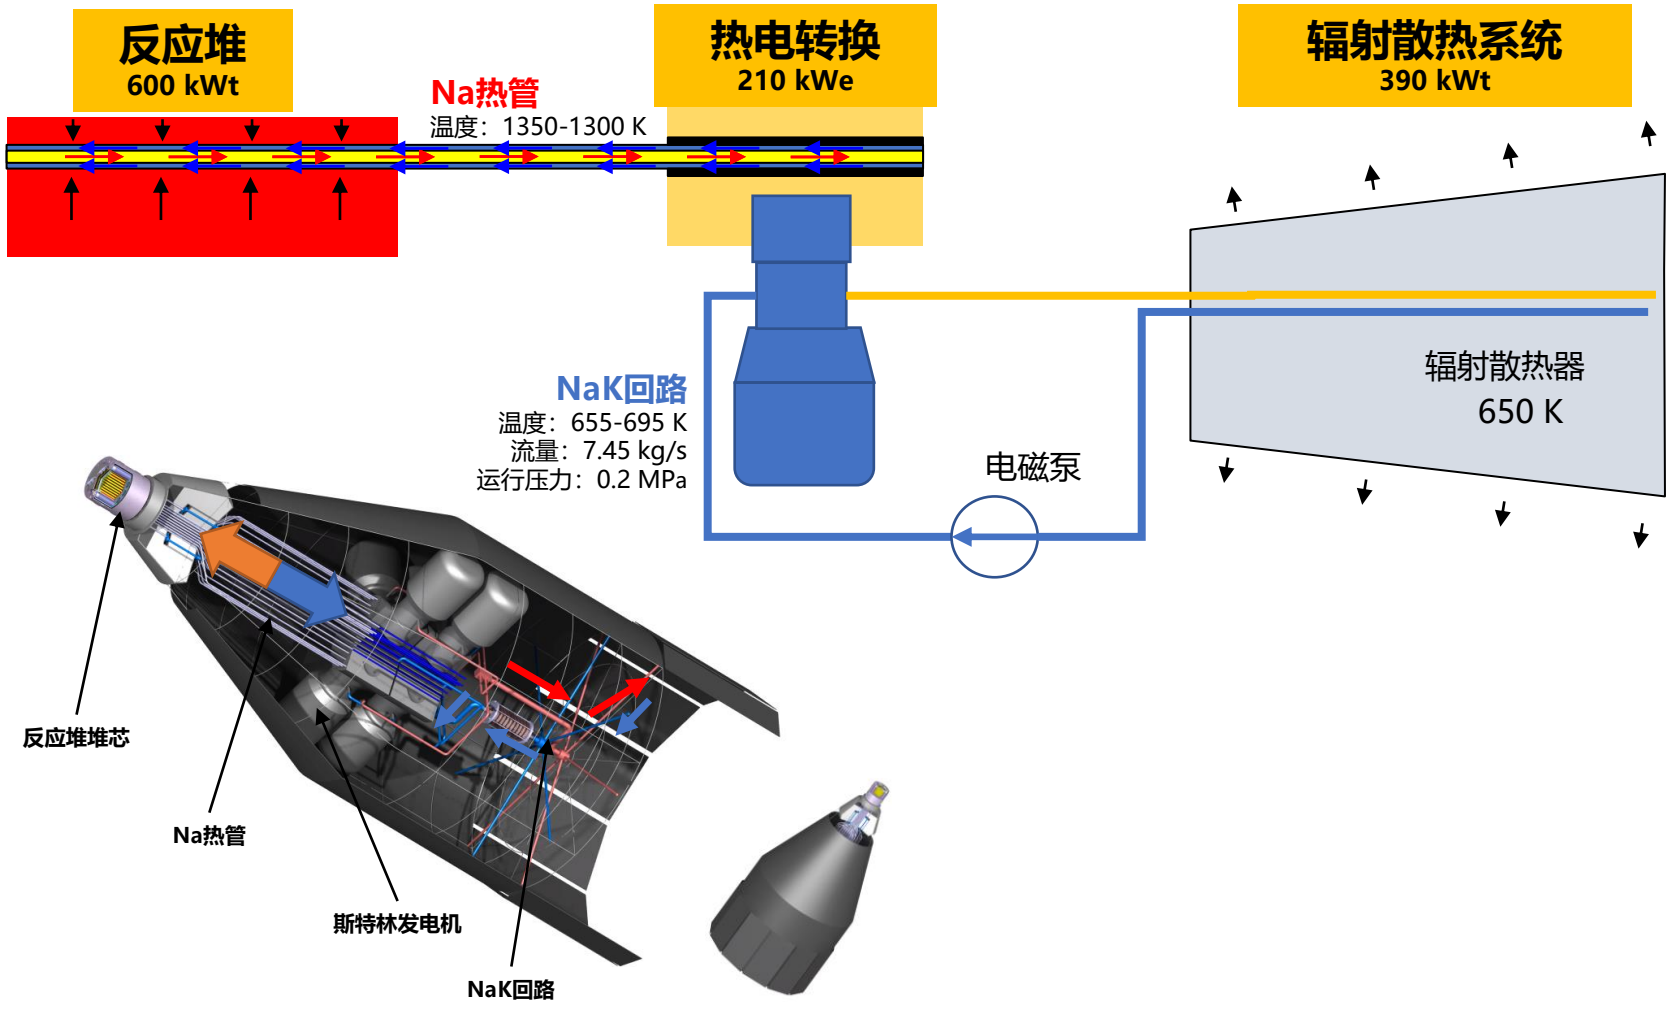 反应堆
600 kWt
热电转换
210 kWe
辐射散热系统
390 kWt
Na热管
温度：1350-1300 K
NaK回路
温度：655-695 K
流量：7.45 kg/s
运行压力：0.2 MPa
电磁泵
辐射散热器
650 K
反应堆堆芯
Na热管
斯特林发电机
NaK回路